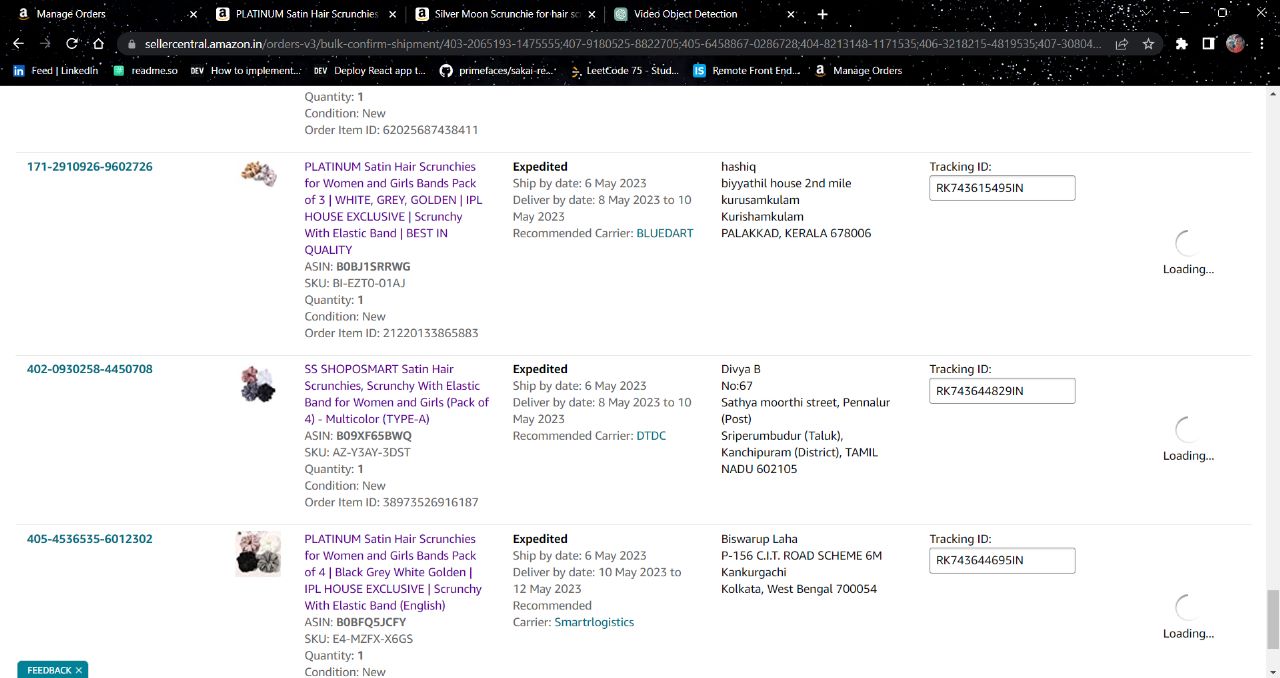 Manage Orders
PLATINUM Satin Hair Scrunchies
Silver Moon Scrunchie for hair sc
Video Object Detection
sellercentral.amazon.in/orders-v3/bulk-confirm-shipment/403-2065193-1475555;407-9180525-8822705;405-6458867-0286728;404-8213148-1171535;406-3218215-4819535;407-30804...
Feed | LinkedIn
readme.so
DEV How to implement...
DEV Deploy React app t...
primefaces/sakai-re...
LeetCode 75 - Stud...
IS Remote Front End...
Manage Orders
Quantity: 1
Condition: New
Order Item ID: 62025687438411
171-2910926-9602726
PLATINUM Satin Hair Scrunchies
for Women and Girls Bands Pack
of 3 | WHITE, GREY, GOLDEN | IPL
HOUSE EXCLUSIVE | Scrunchy
With Elastic Band | BEST IN
QUALITY
ASIN: B0BJ1SRRWG
SKU: BI-EZT0-01AJ
Quantity: 1
Condition: New
Order Item ID: 21220133865883
Expedited
Ship by date: 6 May 2023
Deliver by date: 8 May 2023 to 10
May 2023
Recommended Carrier: BLUEDART
hashiq
biyyathil house 2nd mile
kurusamkulam
Kurishamkulam
PALAKKAD, KERALA 678006
Tracking ID:
RK743615495IN
Loading...
402-0930258-4450708
SS SHOPOSMART Satin Hair
Scrunchies, Scrunchy With Elastic
Band for Women and Girls (Pack of
4) - Multicolor (TYPE-A)
ASIN: B09XF65BWQ
SKU: AZ-Y3AY-3DST
Quantity: 1
Condition: New
Order Item ID: 38973526916187
Expedited
Ship by date: 6 May 2023
Deliver by date: 8 May 2023 to 10
May 2023
Recommended Carrier: DTDC
Divya B
No:67
Sathya moorthi street, Pennalur
(Post)
Sriperumbudur (Taluk),
Kanchipuram (District), TAMIL
NADU 602105
Tracking ID:
RK743644829IN
Loading...
405-4536535-6012302
PLATINUM Satin Hair Scrunchies
for Women and Girls Bands Pack
of 4 | Black Grey White Golden |
IPL HOUSE EXCLUSIVE | Scrunchy
With Elastic Band (English)
ASIN: B0BFQ5JCFY
SKU: E4-MZFX-X6GS
Quantity: 1
Condition: New
Expedited
Ship by date: 6 May 2023
Deliver by date: 10 May 2023 to
12 May 2023
Recommended
Carrier: Smartrlogistics
Biswarup Laha
P-156 C.I.T. ROAD SCHEME 6M
Kankurgachi
Kolkata, West Bengal 700054
Tracking ID:
RK743644695IN
Loading...
FEEDBACK